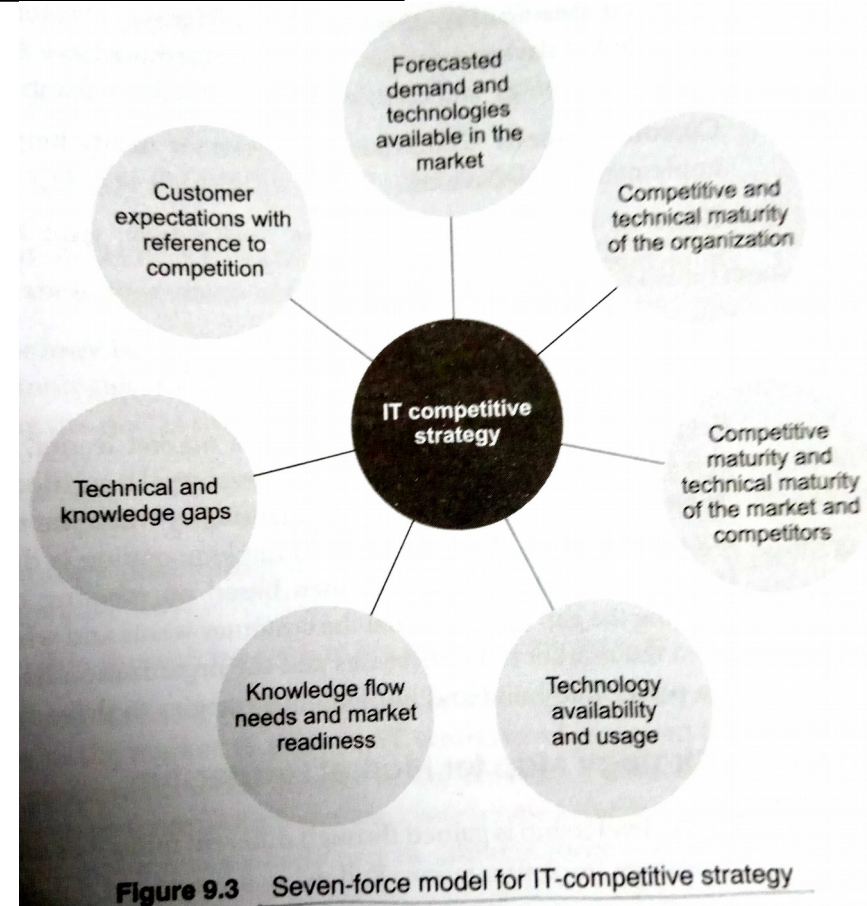 Forecasted
demand and
technologies
available in the
market
Customer
expectations with
reference to
competition
Competitive and
technical maturity
of the organization
IT competitive
strategy
Competitive
maturity and
technical maturity
of the market and
competitors
Technical and
knowledge gaps
Knowledge flow
needs and market
readiness
Technology
availability
and usage
Figure 9.3 Seven-force model for IT-competitive strategy